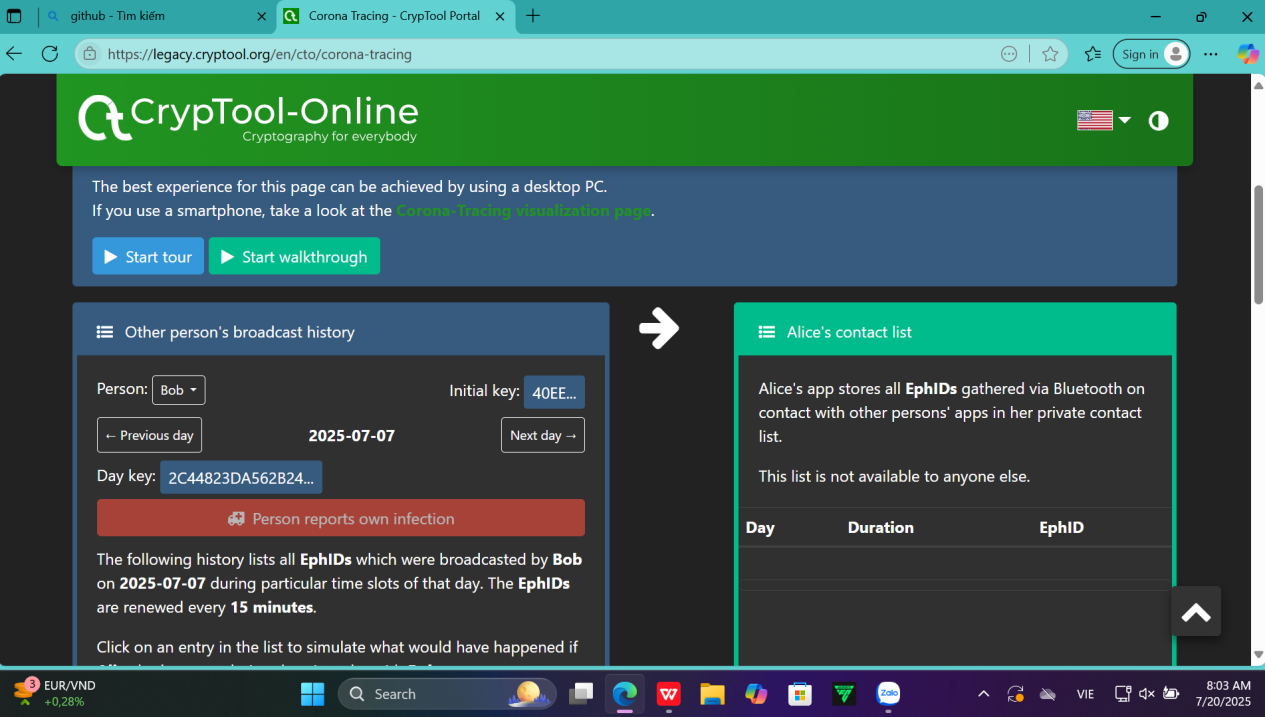 github - Tìm kiếm
Corona Tracing - CrypTool Portal
https://legacy.cryptool.org/en/cto/corona-tracing
Sign in
CrypTool-Online
Cryptography for everybody
The best experience for this page can be achieved by using a desktop PC.
If you use a smartphone, take a look at the Corona-Tracing visualization page.
Start tour
Start walkthrough
Other person's broadcast history
Person: Bob
Initial key: 40EE...
← Previous day
2025-07-07
Next day →
Day key: 2C44823DA562B24...
Person reports own infection
The following history lists all EphIDs which were broadcasted by Bob
on 2025-07-07 during particular time slots of that day. The EphIDs
are renewed every 15 minutes.
Click on an entry in the list to simulate what would have happened if
Alice's contact list
Alice's app stores all EphIDs gathered via Bluetooth on
contact with other persons' apps in her private contact
list.
This list is not available to anyone else.
Day Duration EphID
3
EUR/VND
+0,28%
Search
Zalo
VIE
8:03 AM
7/20/2025